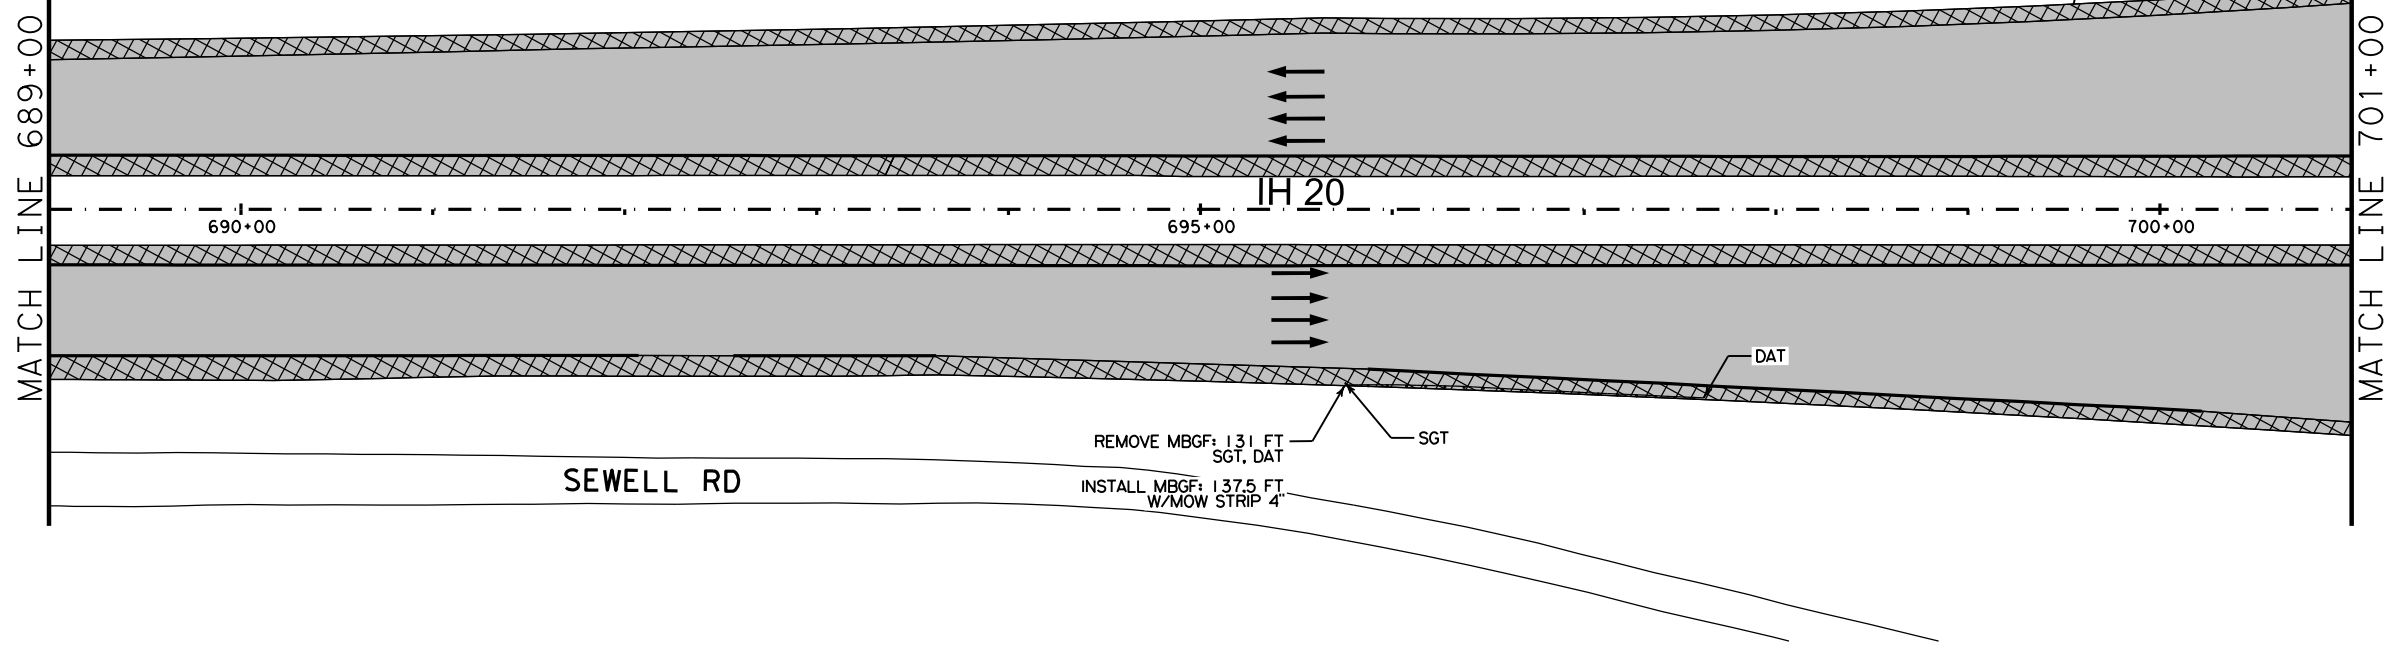 MATCH LINE 689+00
IH 20
690+00
695+00
700+00
DAT
REMOVE MBGF: 131 FT
SGT, DAT
SGT
SEWELL RD
INSTALL MBGF: 137.5 FT
W/MOW STRIP 4"
MATCH LINE 701+00